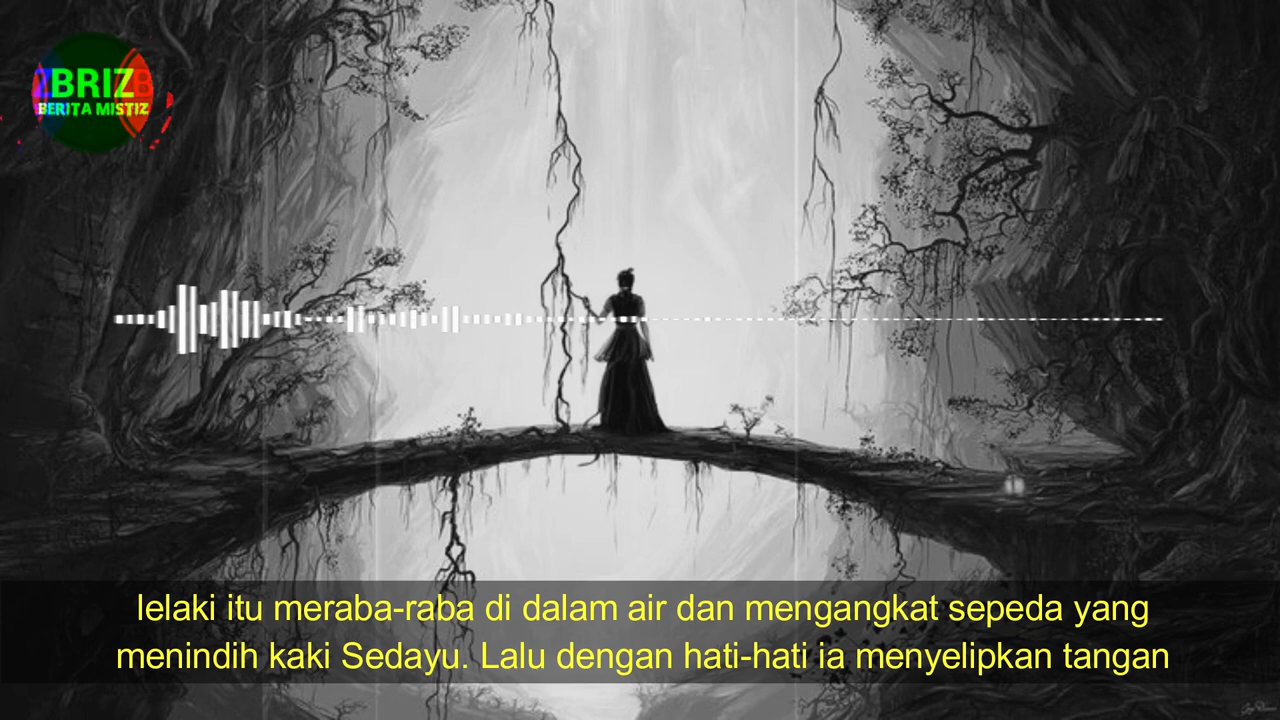 BRIZ
BERITA MISTIZ
lelaki itu meraba-raba di dalam air dan mengangkat sepeda yang
menindih kaki Sedayu. Lalu dengan hati-hati ia menyelipkan tangan